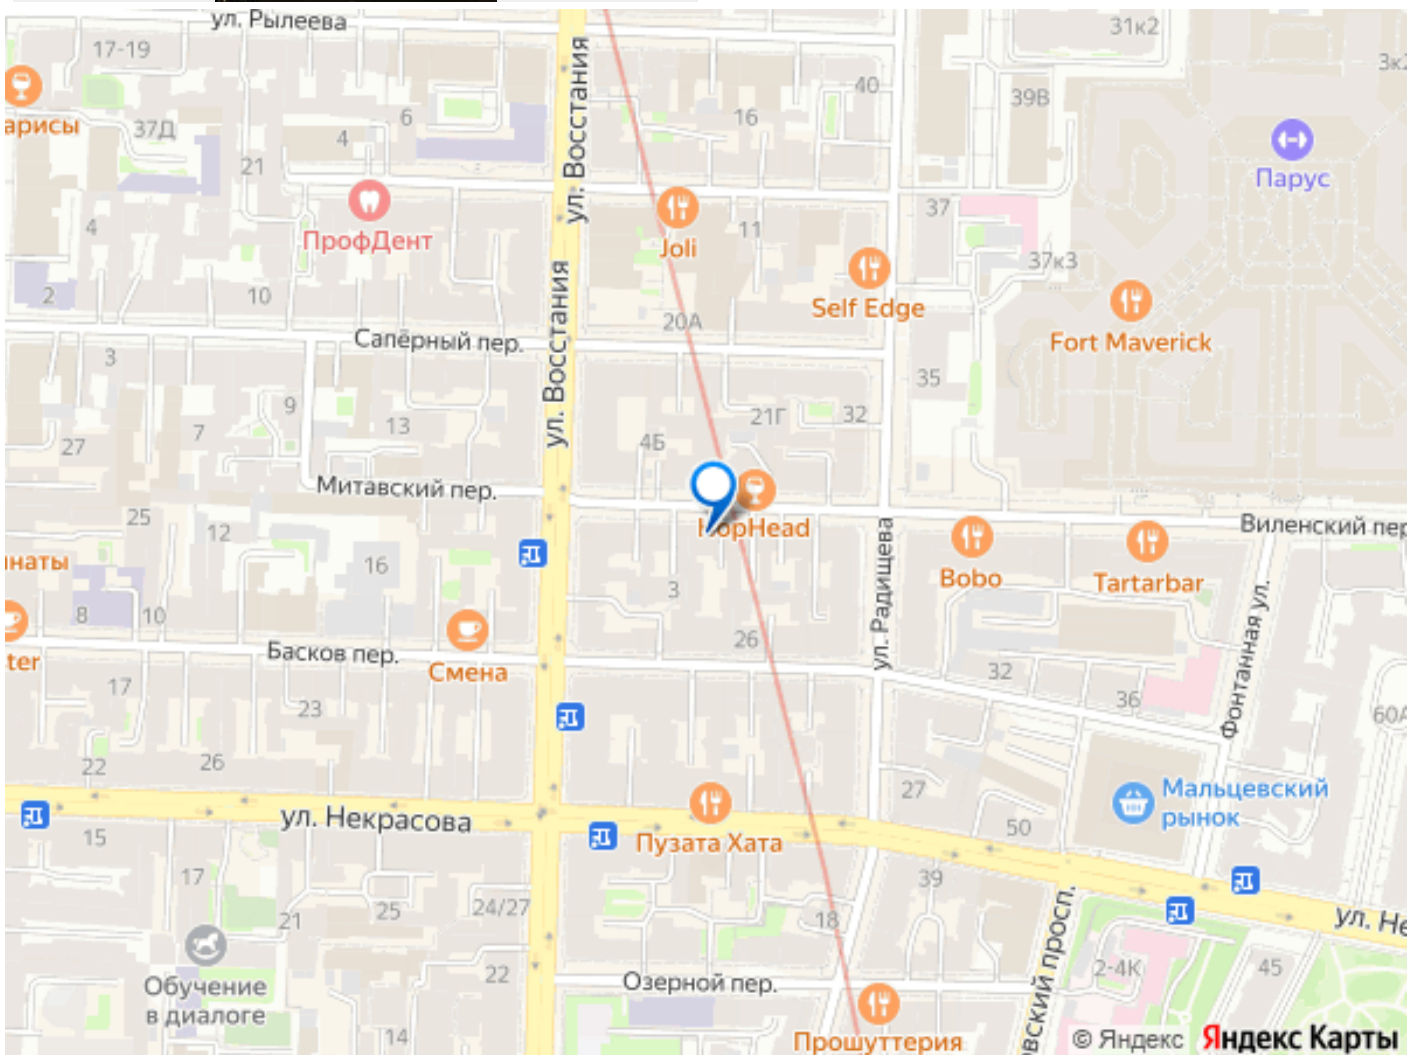 ул. Рылеева
17-19
31к2
40
39В
арисы
37Д
6
4
16
ул. Восстания
21
Парус
ПрофДент
4
37
11
Joli
37к3
2
10
Self Edge
20А
Fort Maverick
Сапёрный пер.
ул. Восстания
3
35
9
21Г
32
7
13
4Б
27
Митавский пер.
25
HopHead
Виленский пер
12
ул. Радищева
наты
16
Bobo
Tartarbar
3
8
10
26
Фонтанная ул.
Басков пер.
ter
Смена
32
17
36
23
60А
26
22
27
Мальцевский
рынок
ул. Некрасова
15
50
Пузата Хата
17
39
24/27
25
21
18
ул. Не
22
2-4К
45
Обучение
в диалоге
Озерной пер.
вский просп.
14
Прошуттерия
© Яндекс Яндекс Карты